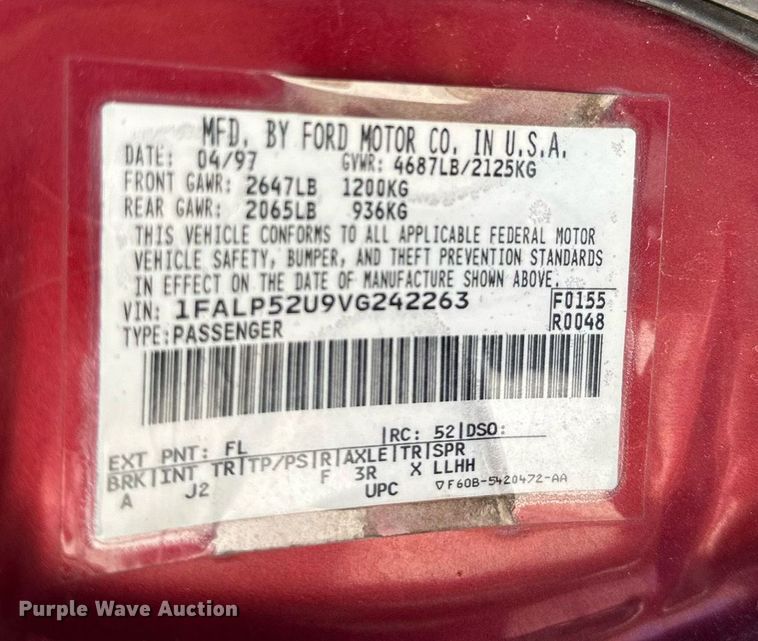 MFD. BY FORD MOTOR CO. IN U.S.A.
DATE: 04/97 GVWR: 4687LB/2125KG
FRONT GAWR: 2647LB 1200KG
REAR GAWR: 2065LB 936KG
THIS VEHICLE CONFORMS TO ALL APPLICABLE FEDERAL MOTOR
VEHICLE SAFETY, BUMPER, AND THEFT PREVENTION STANDARDS
IN EFFECT ON THE DATE OF MANUFACTURE SHOWN ABOVE.
VIN: 1FALP52U9VG242263 F0155
TYPE: PASSENGER R0048
EXT PNT: FL |RC: 52|DSO:
BRK|INT TR|TP/PS|R|AXLE|TR|SPR
A J2 F 3R X LLHH
UPC ▽F60B-5420472-AA
Purple Wave Auction